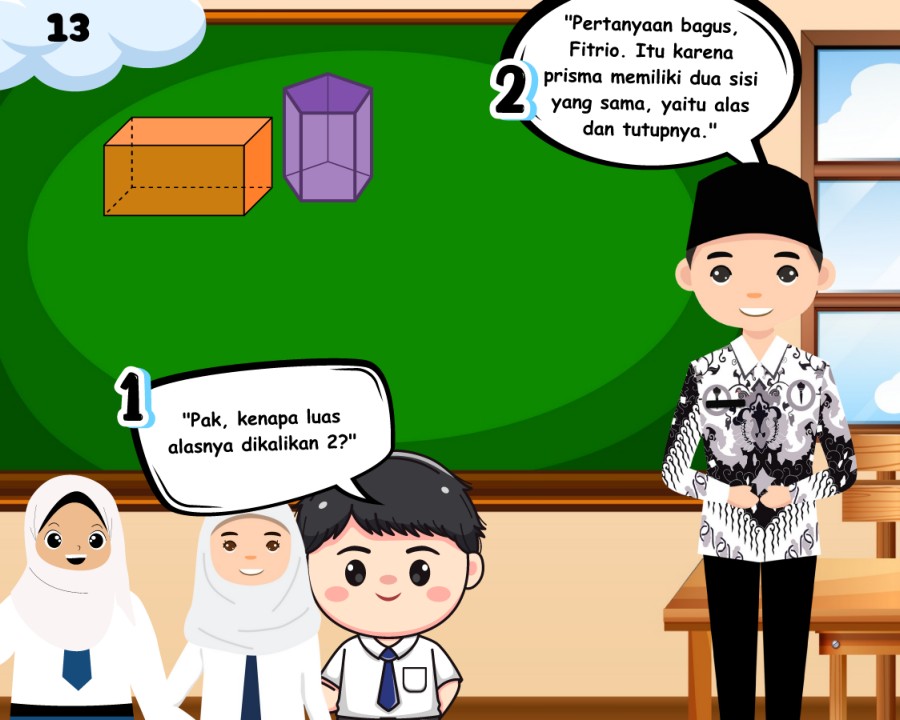 13
1
"Pak, kenapa luas
alasnya dikalikan 2?"
2
"Pertanyaan bagus,
Fitrio. Itu karena
prisma memiliki dua sisi
yang sama, yaitu alas
dan tutupnya."